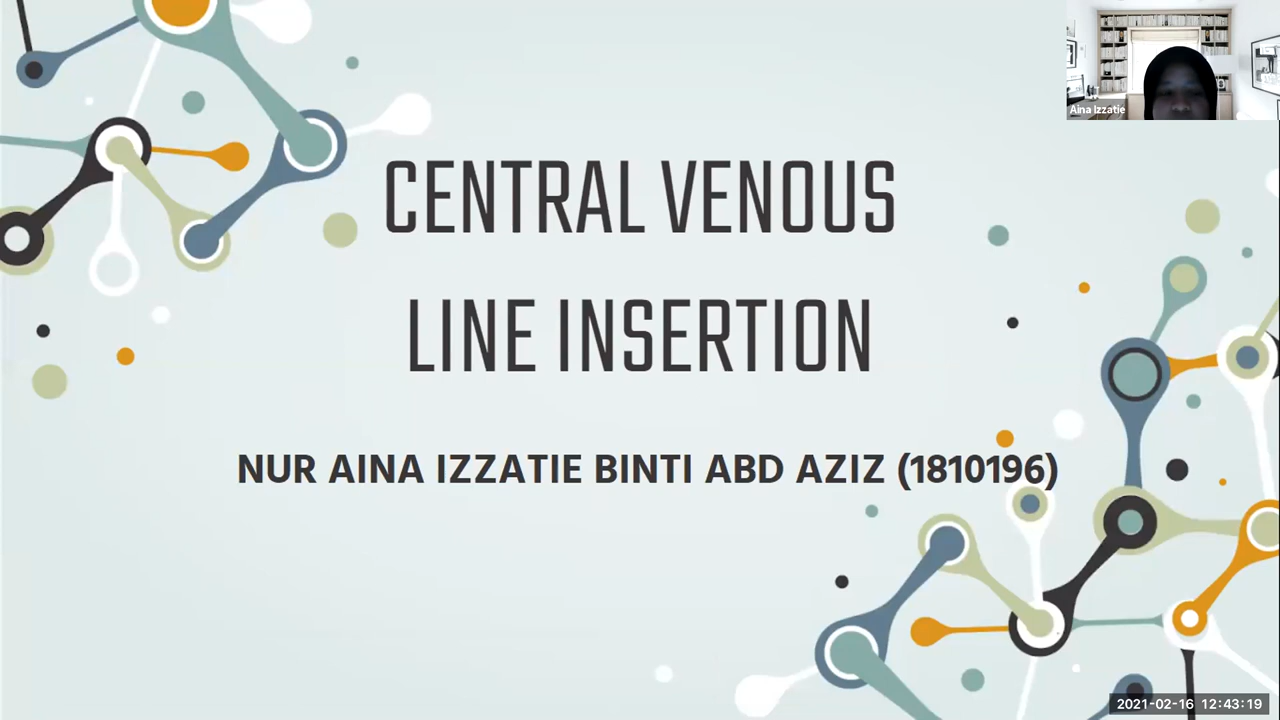 Aina Izzatie
CENTRAL VENOUS
LINE INSERTION
NUR AINA IZZATIE BINTI ABD AZIZ (1810196)
2021-02-16 12:43:19